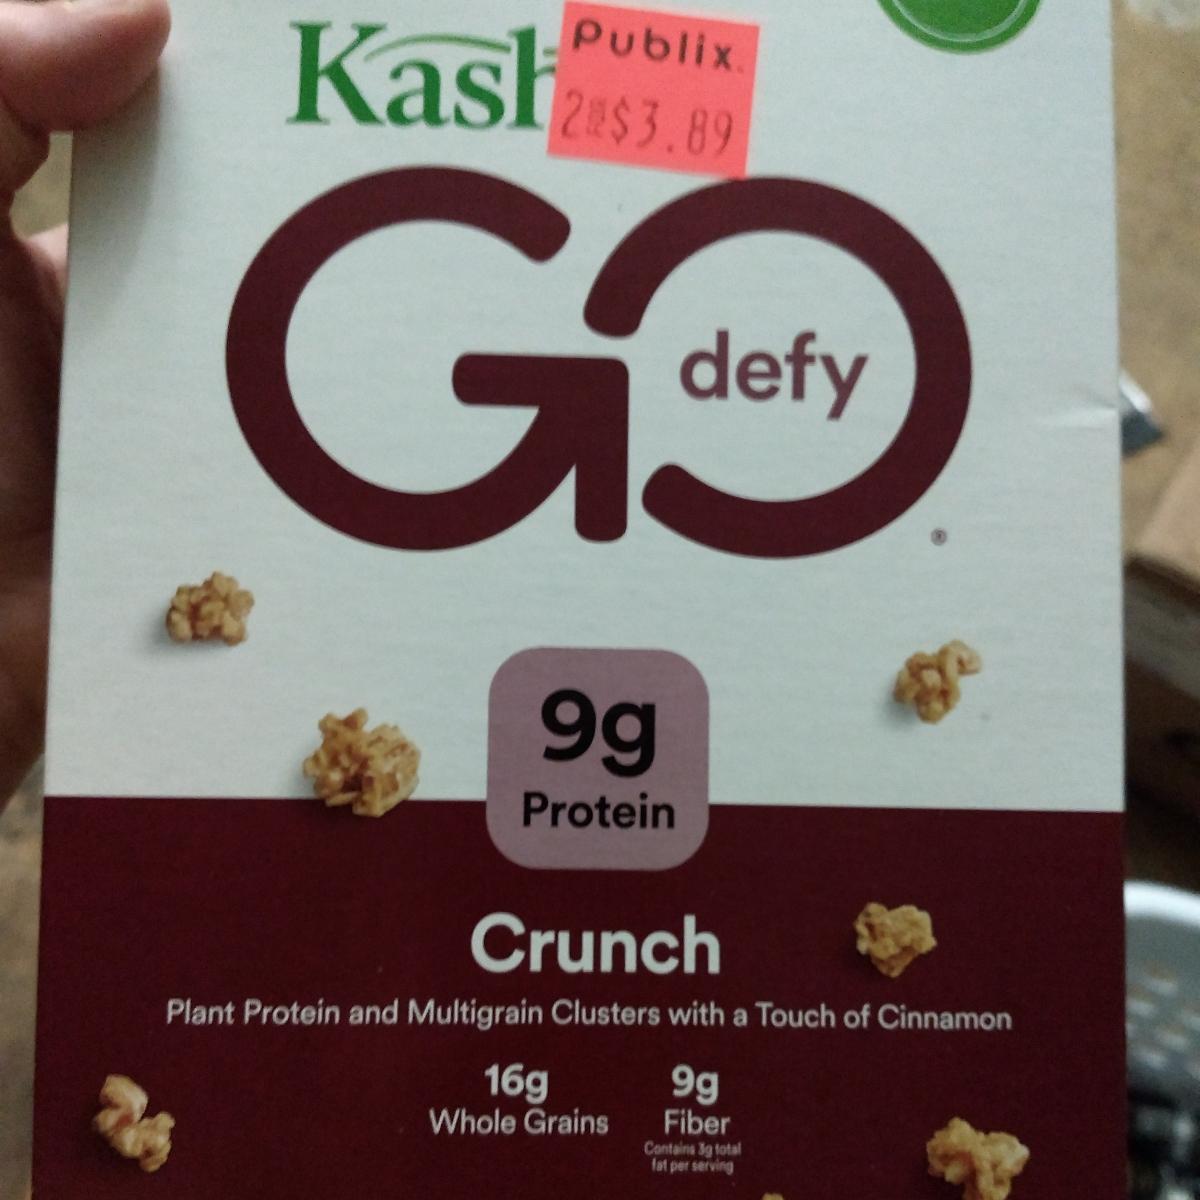 Kash
Publix.
2 FOR $3.89
GO
defy
®
9g
Protein
Crunch
Plant Protein and Multigrain Clusters with a Touch of Cinnamon
16g
Whole Grains
9g
Fiber
Contains 3g total
fat per serving